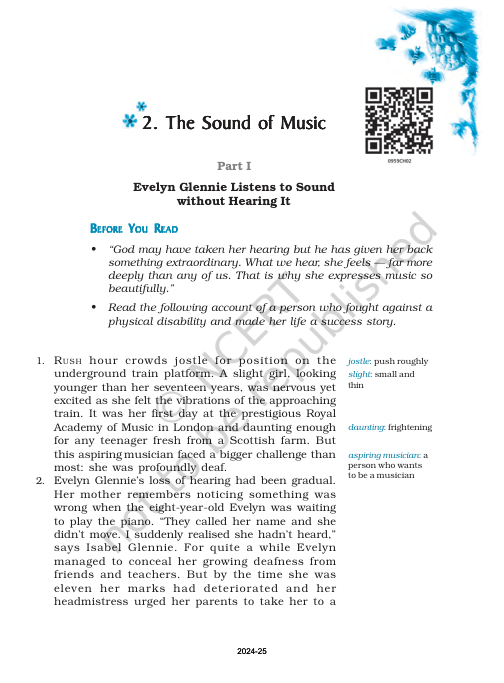 2. The Sound of Music
0959CH02
Part I
Evelyn Glennie Listens to Sound
without Hearing It
BEFORE YOU READ
• “God may have taken her hearing but he has given her back
something extraordinary. What we hear, she feels — far more
deeply than any of us. That is why she expresses music so
beautifully.”
• Read the following account of a person who fought against a
physical disability and made her life a success story.
1. RUSH hour crowds jostle for position on the
underground train platform. A slight girl, looking
younger than her seventeen years, was nervous yet
excited as she felt the vibrations of the approaching
train. It was her first day at the prestigious Royal
Academy of Music in London and daunting enough
for any teenager fresh from a Scottish farm. But
this aspiring musician faced a bigger challenge than
most: she was profoundly deaf.
jostle: push roughly
slight: small and
thin
daunting: frightening
aspiring musician: a
person who wants
to be a musician
2. Evelyn Glennie’s loss of hearing had been gradual.
Her mother remembers noticing something was
wrong when the eight-year-old Evelyn was waiting
to play the piano. “They called her name and she
didn’t move. I suddenly realised she hadn’t heard,”
says Isabel Glennie. For quite a while Evelyn
managed to conceal her growing deafness from
friends and teachers. But by the time she was
eleven her marks had deteriorated and her
headmistress urged her parents to take her to a
© NCERT
not to be republished
2024-25